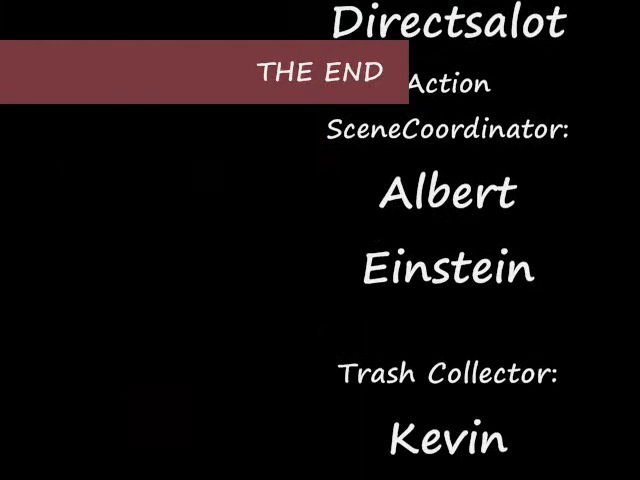 Directsalot
THE END
Action
SceneCoordinator:
Albert
Einstein
Trash Collector:
Kevin